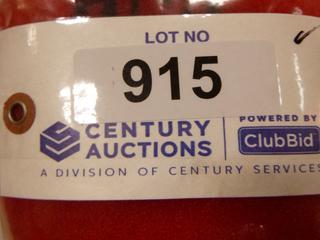 LOT NO
915
CENTURY
AUCTIONS
POWERED BY
ClubBid
A DIVISION OF CENTURY SERVICES